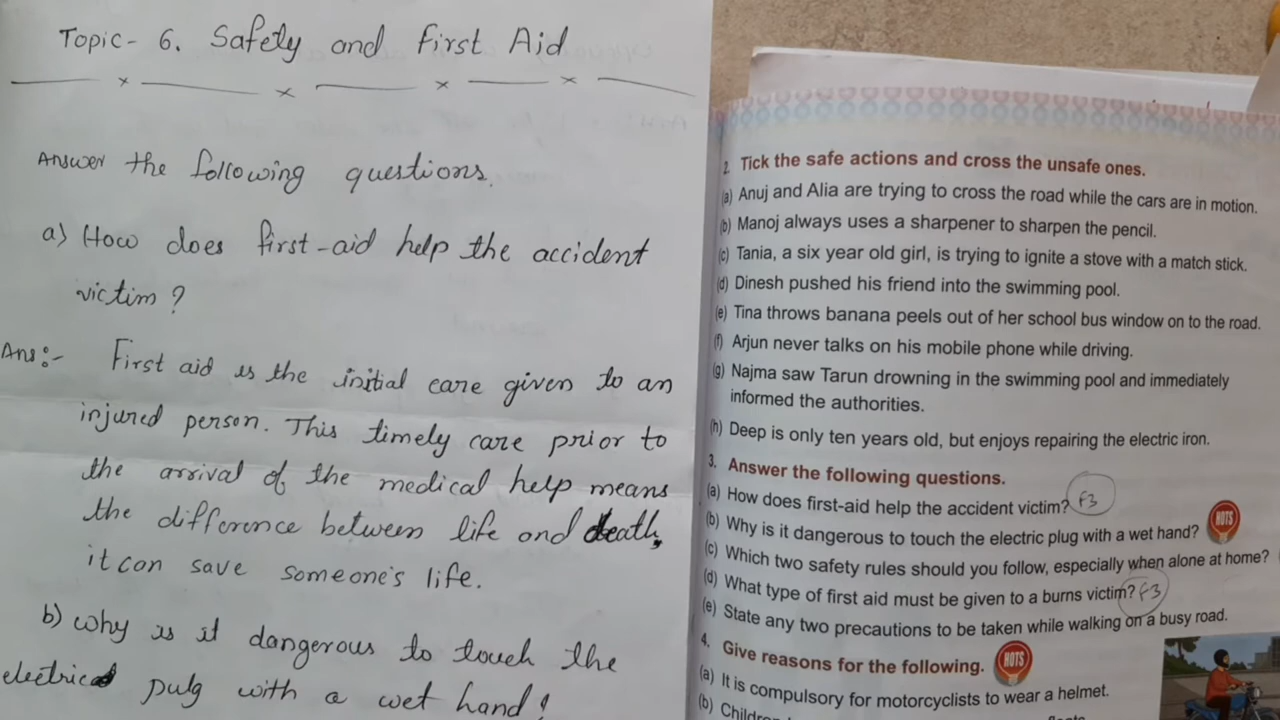 Topic- 6. Safety and First Aid
Answer the following questions.
a) How does first-aid help the accident
victim?
Ans:- First aid is the initial care given to an
injured person. This timely care prior to
the arrival of the medical help means
the difference between life and death,
it can save someone's life.
b) why is it dangerous to touch the
electric pulg with a wet hand?
2. Tick the safe actions and cross the unsafe ones.
(a) Anuj and Alia are trying to cross the road while the cars are in motion.
(b) Manoj always uses a sharpener to sharpen the pencil.
(c) Tania, a six year old girl, is trying to ignite a stove with a match stick.
(d) Dinesh pushed his friend into the swimming pool.
(e) Tina throws banana peels out of her school bus window on to the road.
(f) Arjun never talks on his mobile phone while driving.
(g) Najma saw Tarun drowning in the swimming pool and immediately
informed the authorities.
(h) Deep is only ten years old, but enjoys repairing the electric iron.
3. Answer the following questions.
(a) How does first-aid help the accident victim? F3
(b) Why is it dangerous to touch the electric plug with a wet hand? HOTS
(c) Which two safety rules should you follow, especially when alone at home?
(d) What type of first aid must be given to a burns victim? F3
(e) State any two precautions to be taken while walking on a busy road.
4. Give reasons for the following. HOTS
(a) It is compulsory for motorcyclists to wear a helmet.
(b)